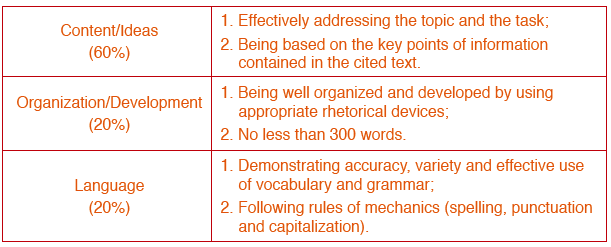 Content/Ideas
(60%)
1. Effectively addressing the topic and the task;
2. Being based on the key points of information
contained in the cited text.
Organization/Development
(20%)
1. Being well organized and developed by using
appropriate rhetorical devices;
2. No less than 300 words.
Language
(20%)
1. Demonstrating accuracy, variety and effective use
of vocabulary and grammar;
2. Following rules of mechanics (spelling, punctuation
and capitalization).